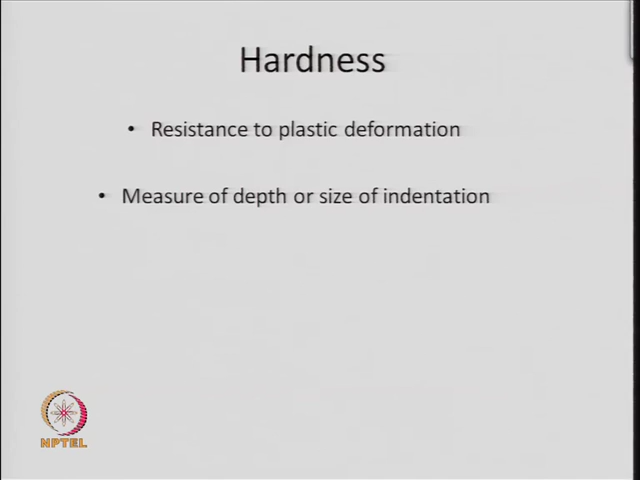 Hardness
• Resistance to plastic deformation
• Measure of depth or size of indentation
NPTEL